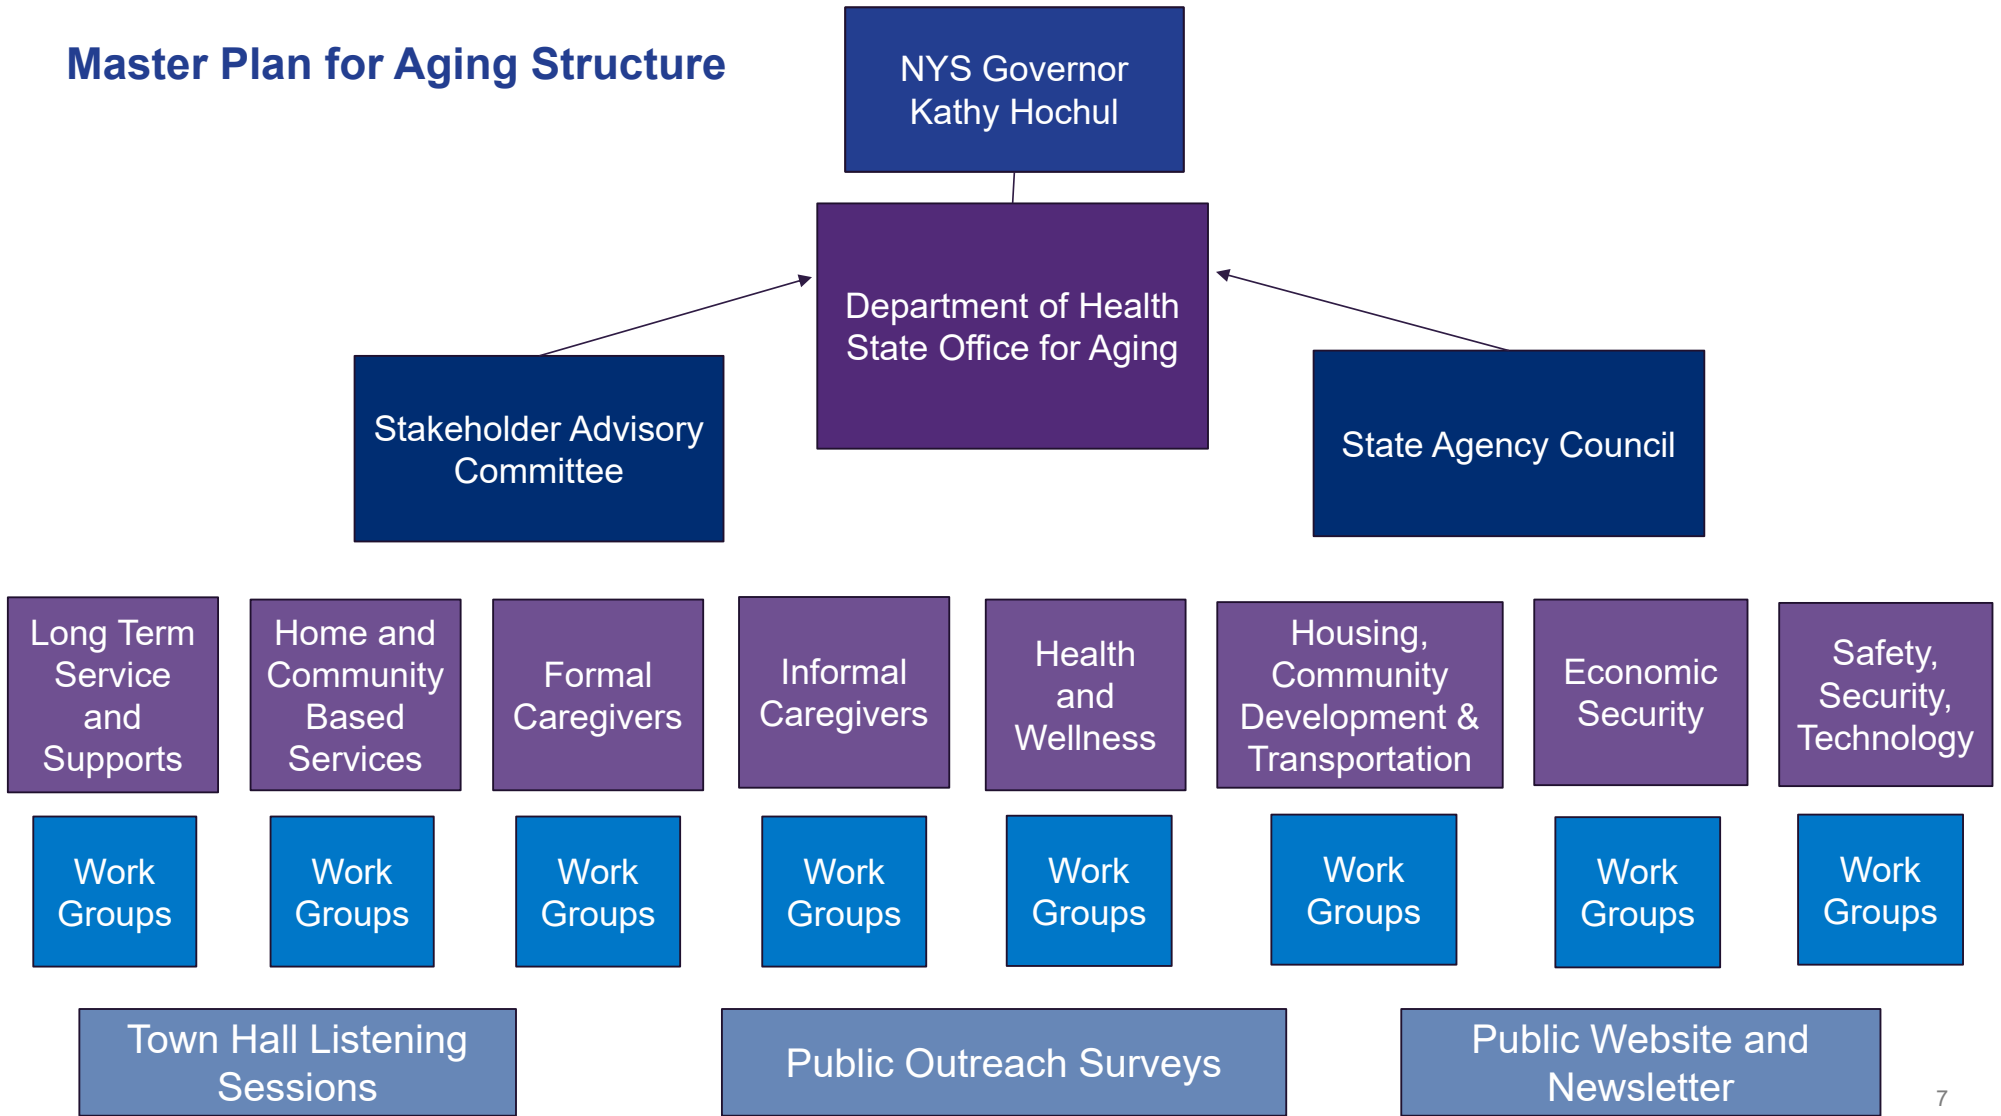 Master Plan for Aging Structure
NYS Governor
Kathy Hochul
Department of Health
State Office for Aging
Stakeholder Advisory
Committee
State Agency Council
Long Term
Service
and
Supports
Home and
Community
Based
Services
Formal
Caregivers
Informal
Caregivers
Health
and
Wellness
Housing,
Community
Development &
Transportation
Economic
Security
Safety,
Security,
Technology
Work
Groups
Work
Groups
Work
Groups
Work
Groups
Work
Groups
Work
Groups
Work
Groups
Work
Groups
Town Hall Listening
Sessions
Public Outreach Surveys
Public Website and
Newsletter
7